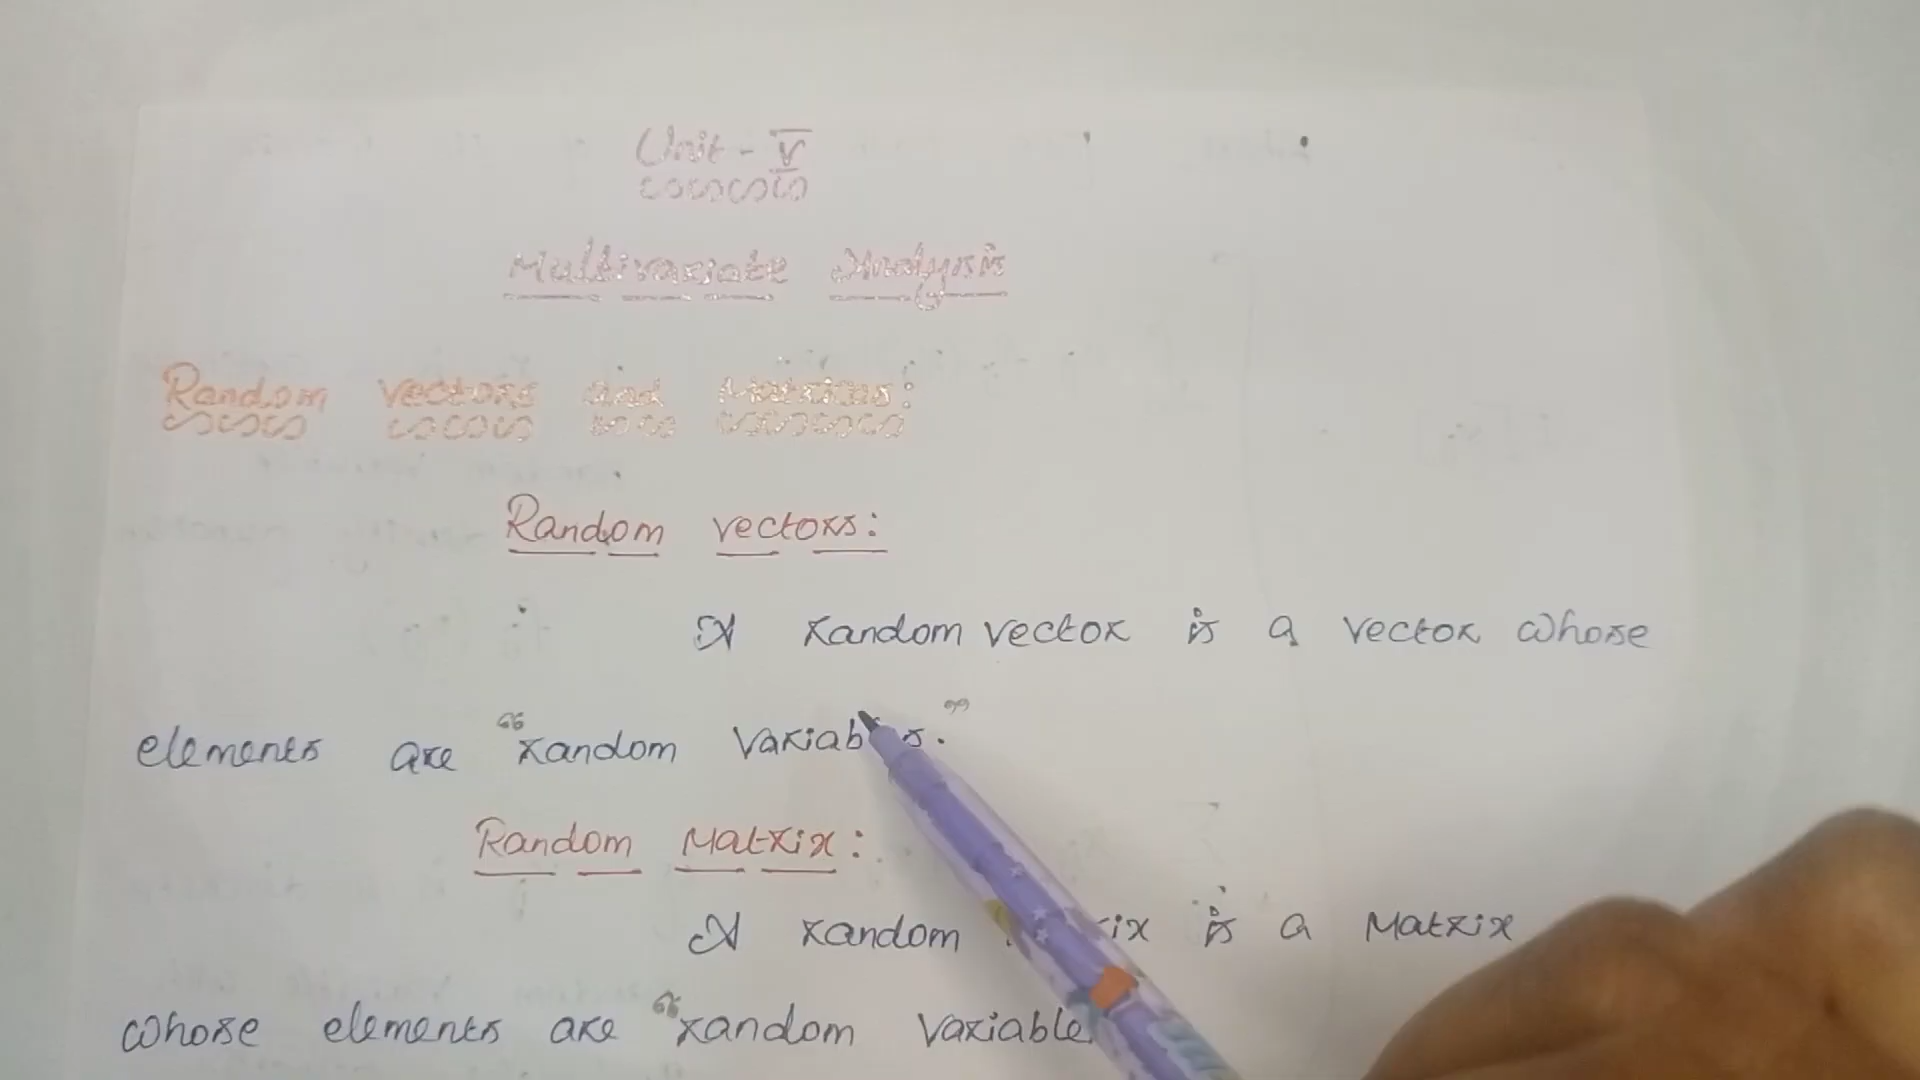 Unit - V
Multivariate Analysis
Random vectors and Matrices:
Random vectors:
A random vector is a vector whose
elements are "random variables."
Random Matrix:
A random is a Matrix
whose elements are "random variable